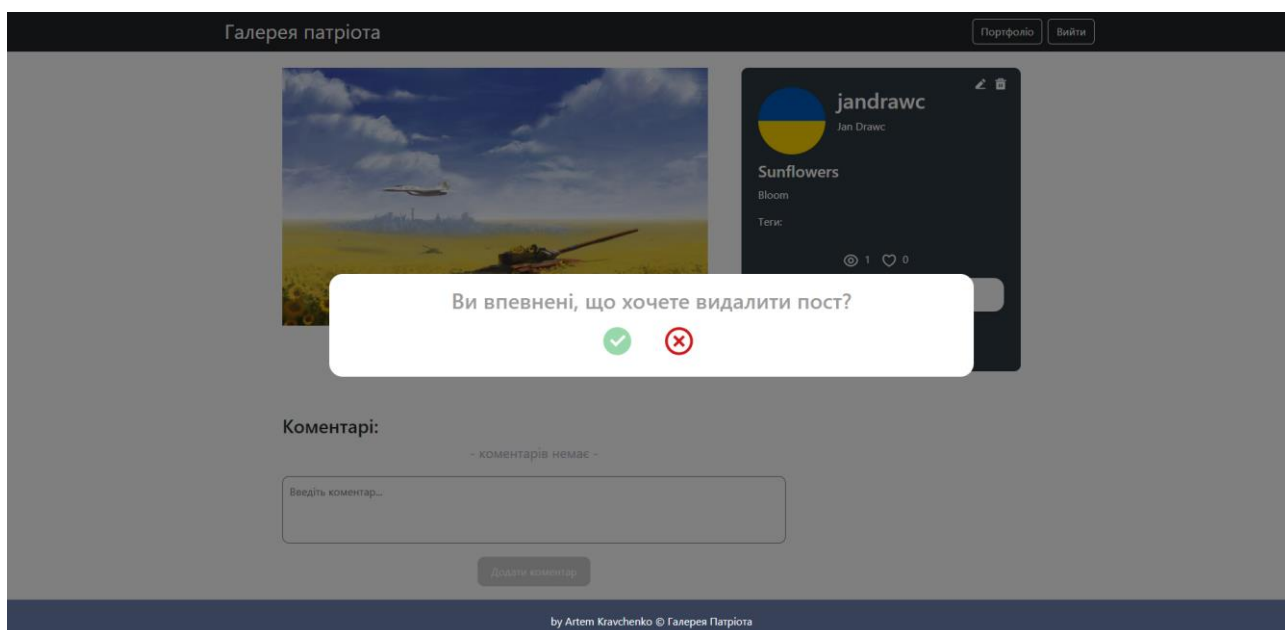 Галерея патріота
Портфоліо
Вийти
jandrawc
Jan Drawc
Sunflowers
Bloom
Теги:
1
0
Ви впевнені, що хочете видалити пост?
Коментарі:
- коментарів немає -
Введіть коментар...
Додати коментар
by Artem Kravchenko © Галерея Патріота